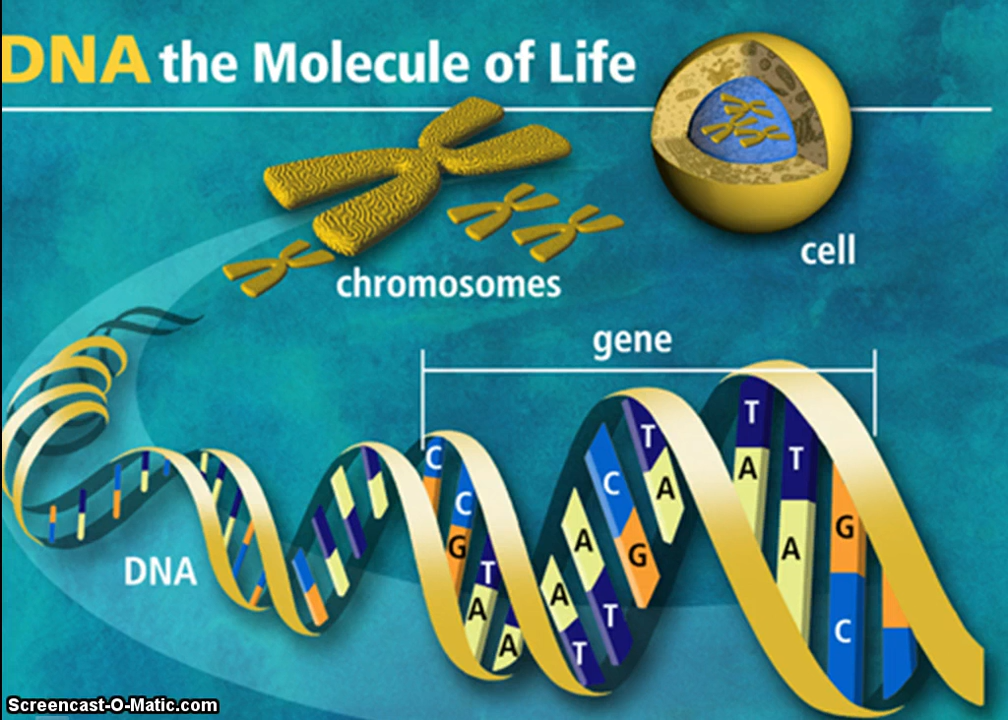 DNA the Molecule of Life
cell
chromosomes
gene
DNA
C
C
G
T
A
A
A
T
A
T
C
G
T
A
T
A
T
A
G
C
Screencast-O-Matic.com